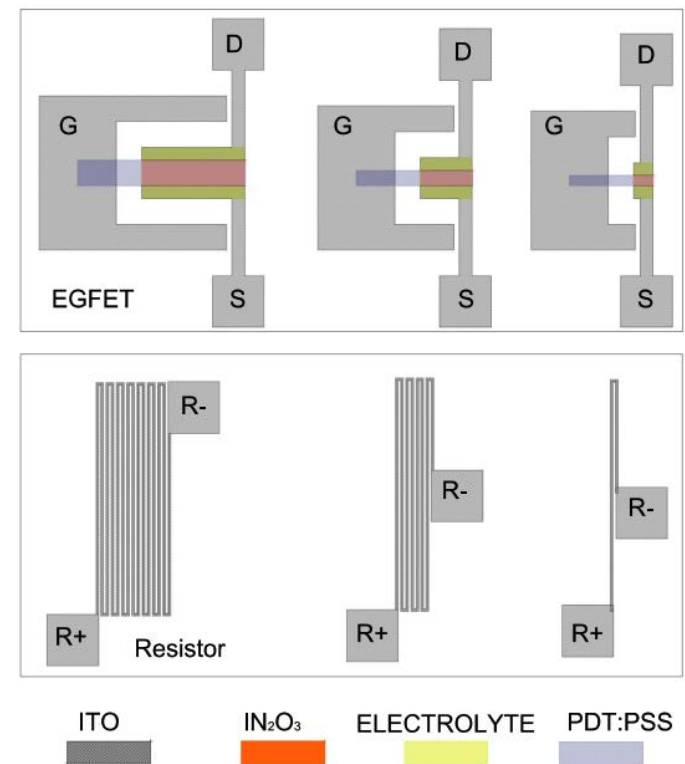 D D D
G G G
EGFET S S S
R-
R- R-
R+ Resistor R+ R+
ITO IN₂O₃ ELECTROLYTE PDT:PSS